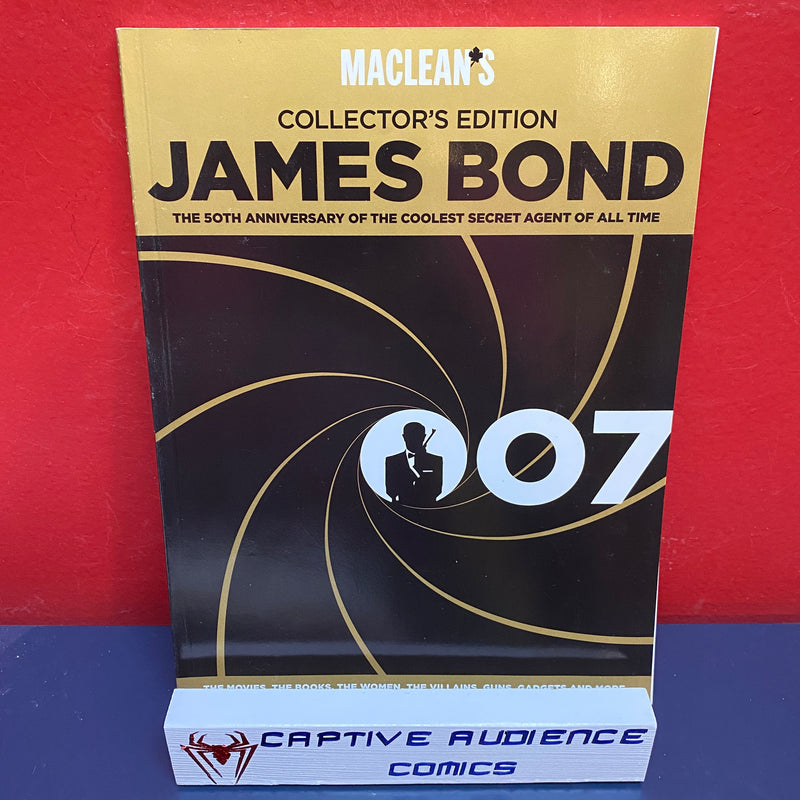 MACLEAN'S
COLLECTOR'S EDITION
JAMES BOND
THE 50TH ANNIVERSARY OF THE COOLEST SECRET AGENT OF ALL TIME
007
THE MOVIES, THE BOOKS, THE WOMEN, THE VILLAINS, GUNS, GADGETS AND MORE
CAPTIVE AUDIENCE
COMICS